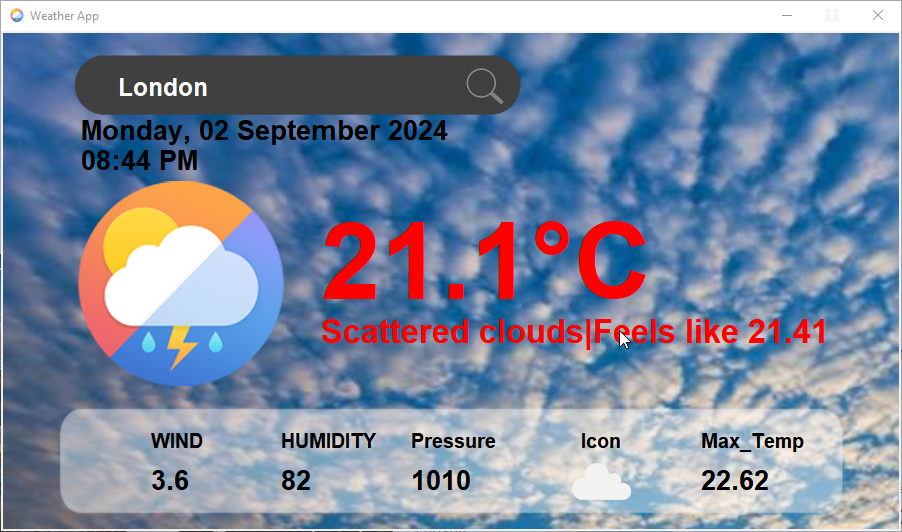 Weather App
London
Monday, 02 September 2024
08:44 PM
21.1°C
Scattered clouds|Feels like 21.41
WIND HUMIDITY Pressure Icon Max_Temp
3.6 82 1010 22.62